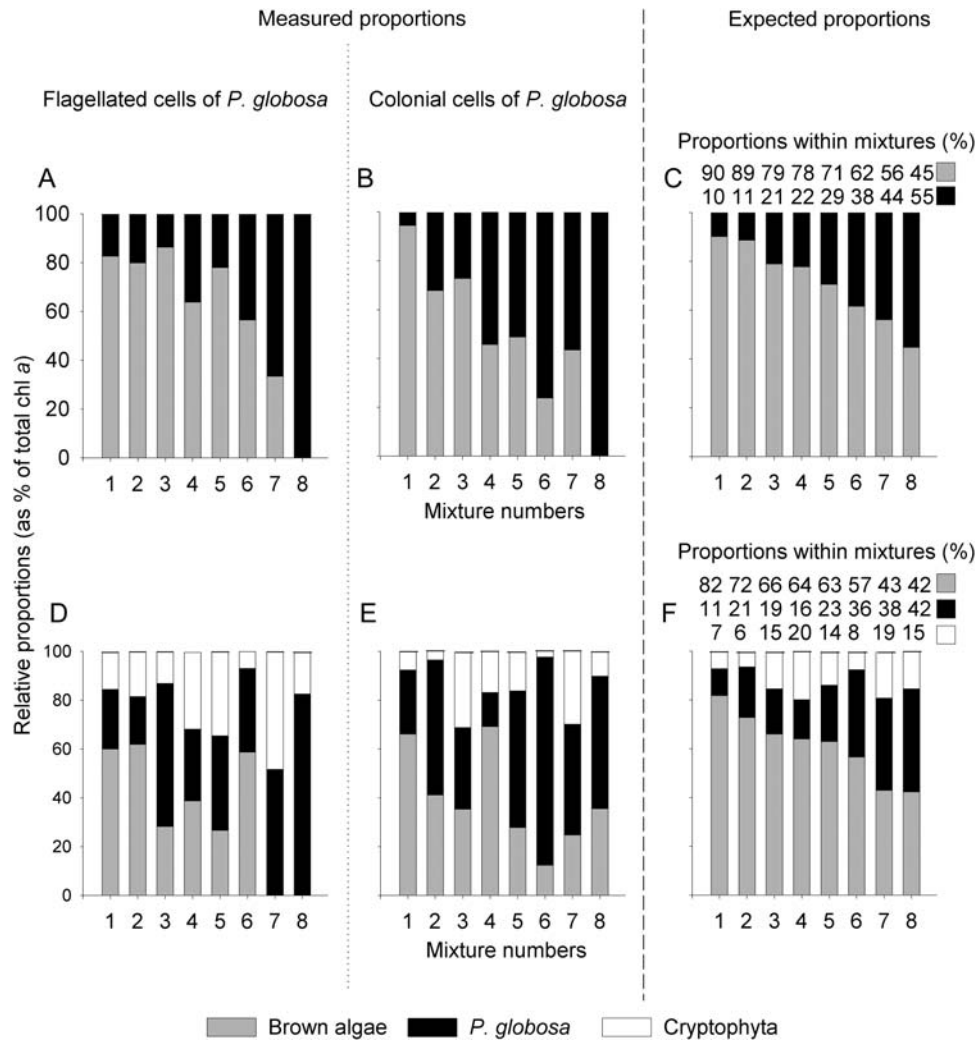 Measured proportions
Expected proportions
Flagellated cells of P. globosa
Colonial cells of P. globosa
Proportions within mixtures (%)
90 89 79 78 71 62 56 45
10 11 21 22 29 38 44 55
A
B
C
100
80
60
40
20
0
1 2 3 4 5 6 7 8
1 2 3 4 5 6 7 8
1 2 3 4 5 6 7 8
Mixture numbers
Relative proportions (as % of total chl a)
Proportions within mixtures (%)
82 72 66 64 63 57 43 42
11 21 19 16 23 36 38 42
7 6 15 20 14 8 19 15
D
E
F
100
80
60
40
20
0
1 2 3 4 5 6 7 8
1 2 3 4 5 6 7 8
1 2 3 4 5 6 7 8
Mixture numbers
Brown algae P. globosa Cryptophyta